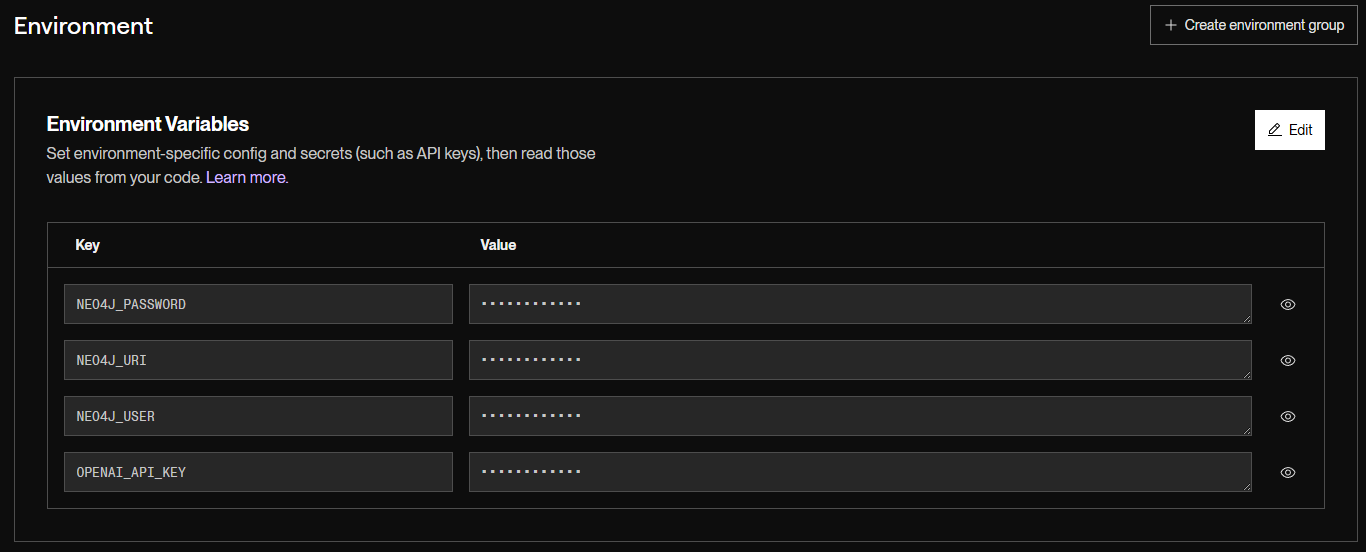 Environment
+ Create environment group
Environment Variables
Edit
Set environment-specific config and secrets (such as API keys), then read those
values from your code. Learn more.
Key Value
NEO4J_PASSWORD ············
NEO4J_URI ············
NEO4J_USER ············
OPENAI_API_KEY ············